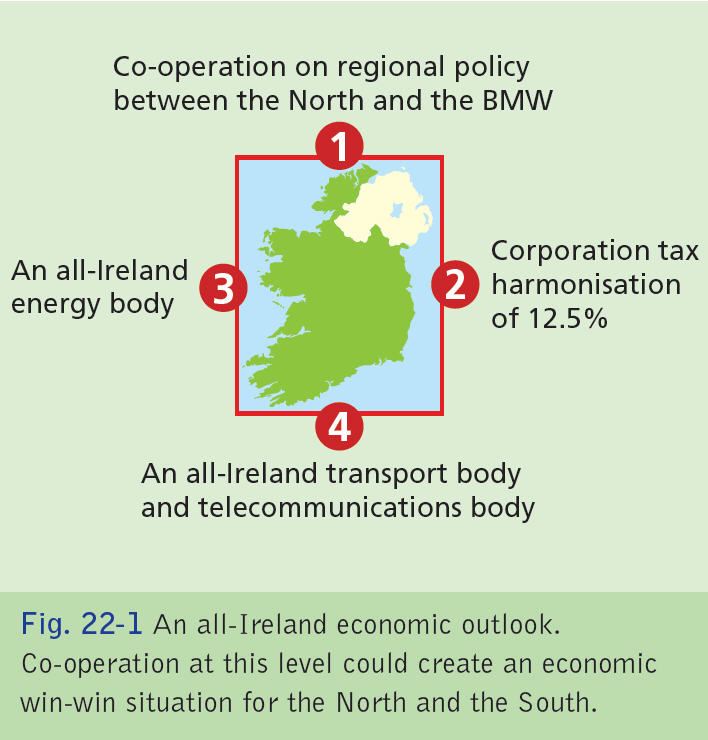 Co-operation on regional policy
between the North and the BMW
1
An all-Ireland
energy body
3
2
Corporation tax
harmonisation
of 12.5%
4
An all-Ireland transport body
and telecommunications body
Fig. 22-1 An all-Ireland economic outlook.
Co-operation at this level could create an economic
win-win situation for the North and the South.